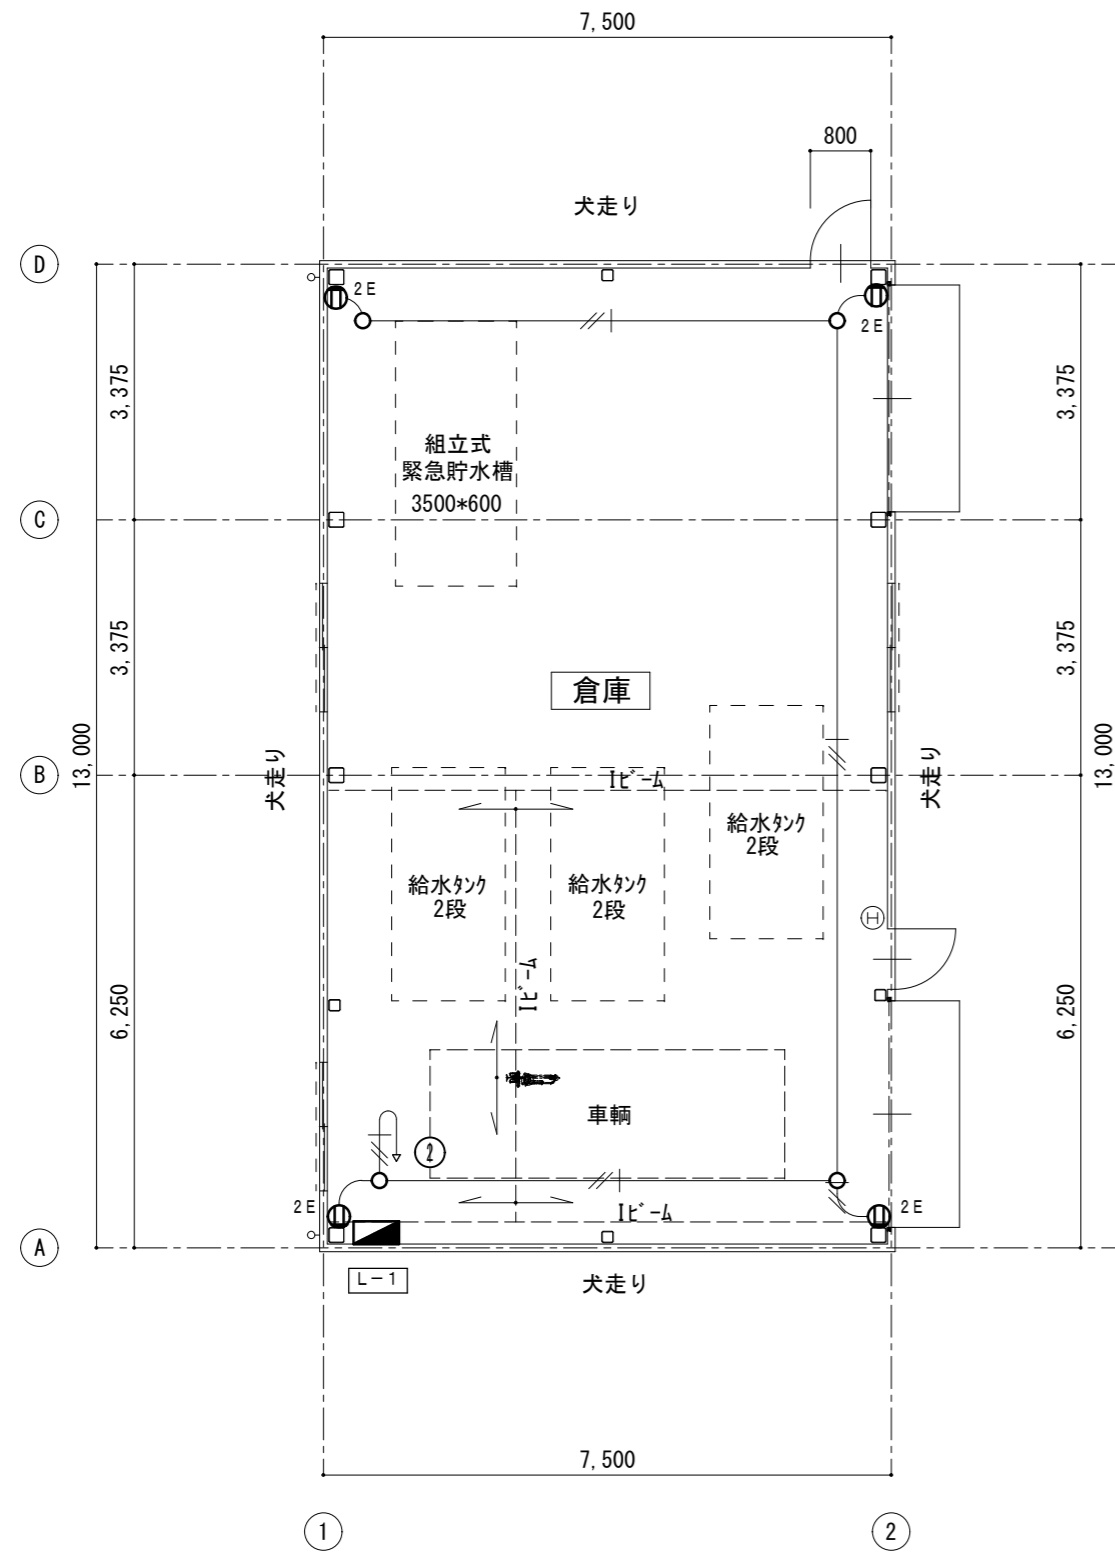 7,500
800
犬走り
D
2E
2E
3,375
3,375
組立式
緊急貯水槽
3500*600
C
3,375
3,375
倉庫
13,000
13,000
B
犬走り
犬走り
Iビーム
給水タンク
2段
給水タンク
2段
給水タンク
2段
H
Iビーム
6,250
6,250
車輌
2
2E
2E
Iビーム
A
L-1
犬走り
7,500
1
2